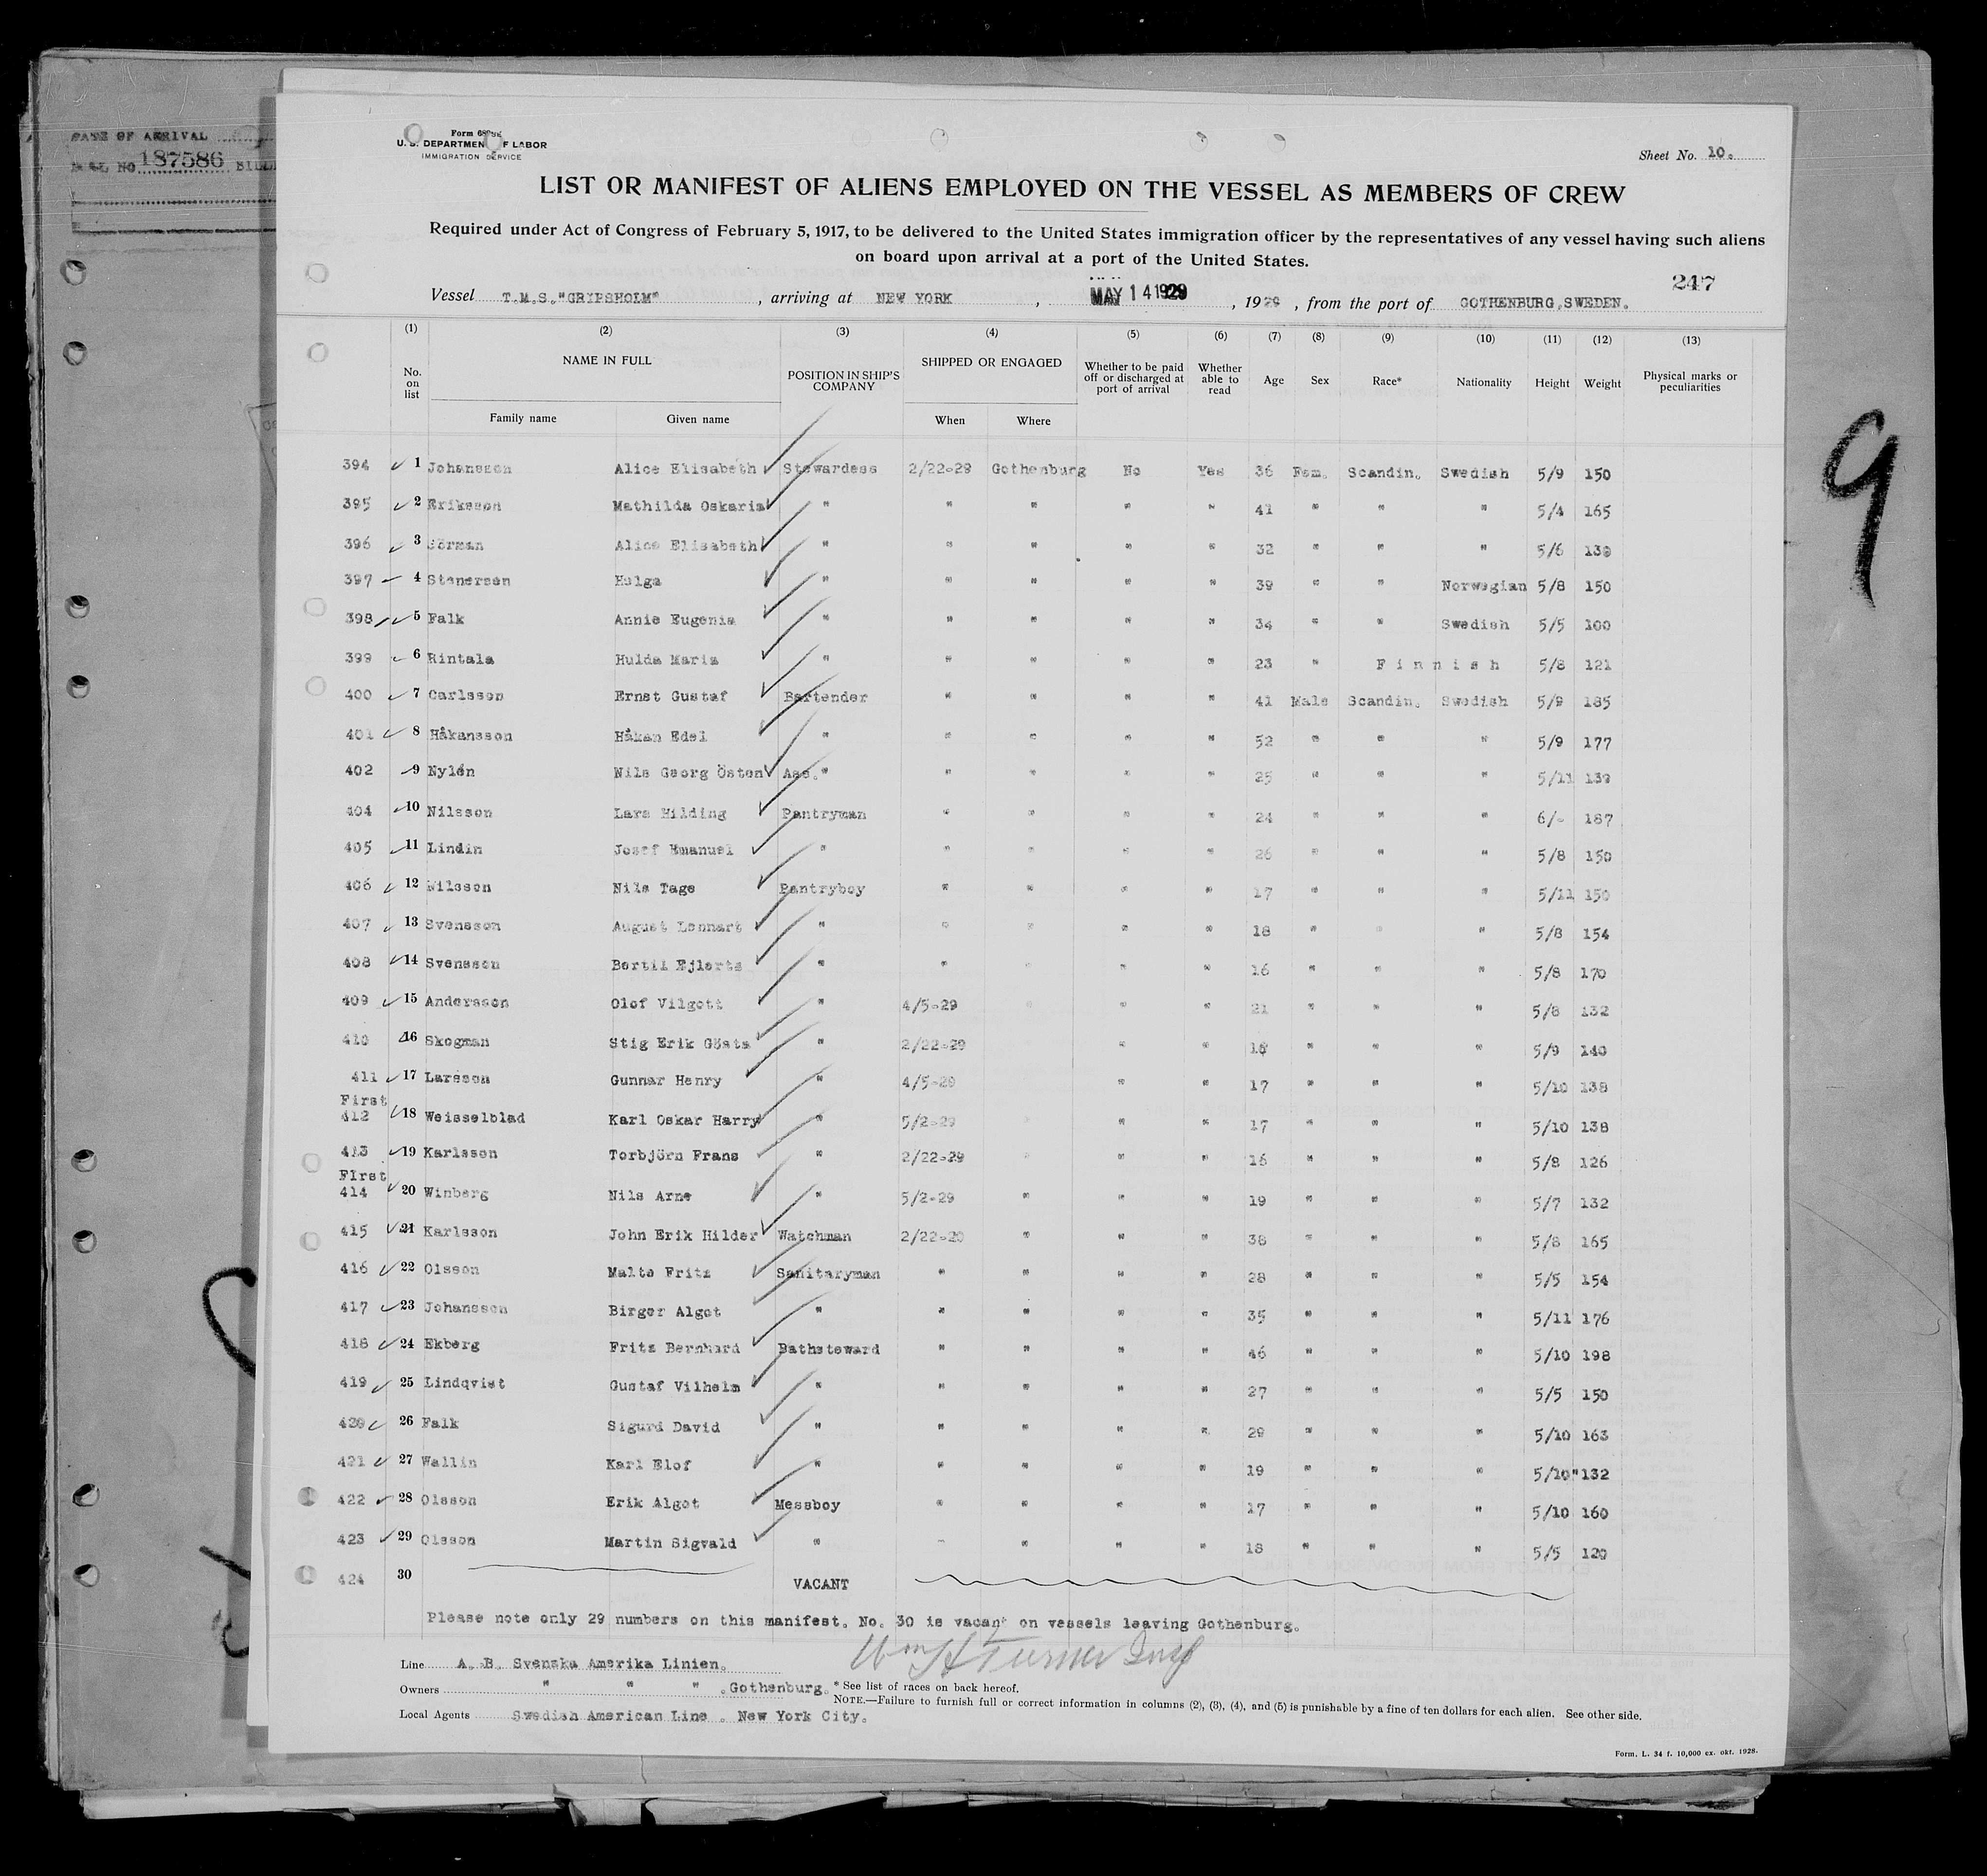 DATE OF ARRIVAL
187586
Form 689
U. S. DEPARTMENT OF LABOR
IMMIGRATION SERVICE
Sheet No. 10.
LIST OR MANIFEST OF ALIENS EMPLOYED ON THE VESSEL AS MEMBERS OF CREW
Required under Act of Congress of February 5, 1917, to be delivered to the United States immigration officer by the representatives of any vessel having such aliens
on board upon arrival at a port of the United States.
247
Vessel T.M.S."GRIPSHOLM", arriving at NEW YORK, MAY 14 1929, 1929, from the port of GOTHENBURG,SWEDEN.
(1) (2) (3) (4) (5) (6) (7) (8) (9) (10) (11) (12) (13)
No. on list NAME IN FULL POSITION IN SHIP'S COMPANY SHIPPED OR ENGAGED Whether to be paid off or discharged at port of arrival Whether able to read Age Sex Race* Nationality Height Weight Physical marks or peculiarities
Family name Given name When Where
9
394 1 Johansson Alice Elisabeth Stewardess 2/22-29 Gothenburg No Yes 36 Fem. Scandin. Swedish 5/9 150
395 2 Eriksson Mathilda Oskaria " " " " " 41 " " " 5/4 165
396 3 Sörman Alice Elisabeth " " " " " 32 " " " 5/6 139
397 4 Stenersen Helga " " " " " 39 " " Norwegian 5/8 150
398 5 Falk Annie Eugenia " " " " " 34 " " Swedish 5/5 100
399 6 Rintala Hulda Maria " " " " " 23 " Finnish 5/8 121
400 7 Carlsson Ernst Gustaf Bartender " " " " 41 Male Scandin. Swedish 5/9 185
401 8 Håkansson Håkan Edel " " " " " 52 " " " 5/9 177
402 9 Nylén Nils Georg Östen Ass." " " " " 25 " " " 5/11 139
404 10 Nilsson Lars Hilding Pantryman " " " " 24 " " " 6/- 187
405 11 Lindin Josef Emanuel " " " " " 26 " " " 5/8 150
406 12 Nilsson Nils Tage Pantryboy " " " " 17 " " " 5/11 150
407 13 Svensson August Lennart " " " " " 18 " " " 5/8 154
408 14 Svensson Bertil Ejlerts " " " " " 16 " " " 5/8 170
409 15 Andersson Olof Vilgott " 4/5-29 " " " 21 " " " 5/8 132
410 16 Skogman Stig Erik Gösta " 2/22-29 " " 18 " " " 5/9 140
411 17 Larsson Gunnar Henry " 4/5-29 " " 17 " " " 5/10 138
First
412 18 Weisselblad Karl Oskar Harry " 5/2-29 " " 17 " " " 5/10 138
413 19 Karlsson Torbjörn Frans " 2/22-29 " " " 16 " " " 5/8 126
FIrst
414 20 Winberg Nils Arne " 5/2-29 " " " 19 " " " 5/7 132
415 21 Karlsson John Erik Hilder Watchman 2/22-29 " " " 38 " " " 5/8 165
416 22 Olsson Malte Fritz Sanitaryman " " " " 28 " " " 5/5 154
417 23 Johansson Birger Algot " " " " " 35 " " " 5/11 176
418 24 Ekberg Fritz Bernhard Bathsteward " " " " 46 " " " 5/10 198
419 25 Lindqvist Gustaf Vilhelm " " " " " 27 " " " 5/5 150
420 26 Falk Sigurd David " " " " " 29 " " " 5/10 163
421 27 Wallin Karl Elof " " " " " 19 " " " 5/10" 132
422 28 Olsson Erik Algot Messboy " " " " 17 " " " 5/10 160
423 29 Olsson Martin Sigvald " " " " " 18 " " " 5/5 120
424 30 VACANT
Please note only 29 numbers on this manifest. No. 30 is vacant on vessels leaving Gothenburg.
Wm H Turner Insp
Line A. B. Svenska Amerika Linien.
Owners " " " .Gothenburg. * See list of races on back hereof.
NOTE.—Failure to furnish full or correct information in columns (2), (3), (4), and (5) is punishable by a fine of ten dollars for each alien. See other side.
Local Agents Swedish American Line . New York City.
Form. L. 34 f. 10,000 ex. okt. 1928.